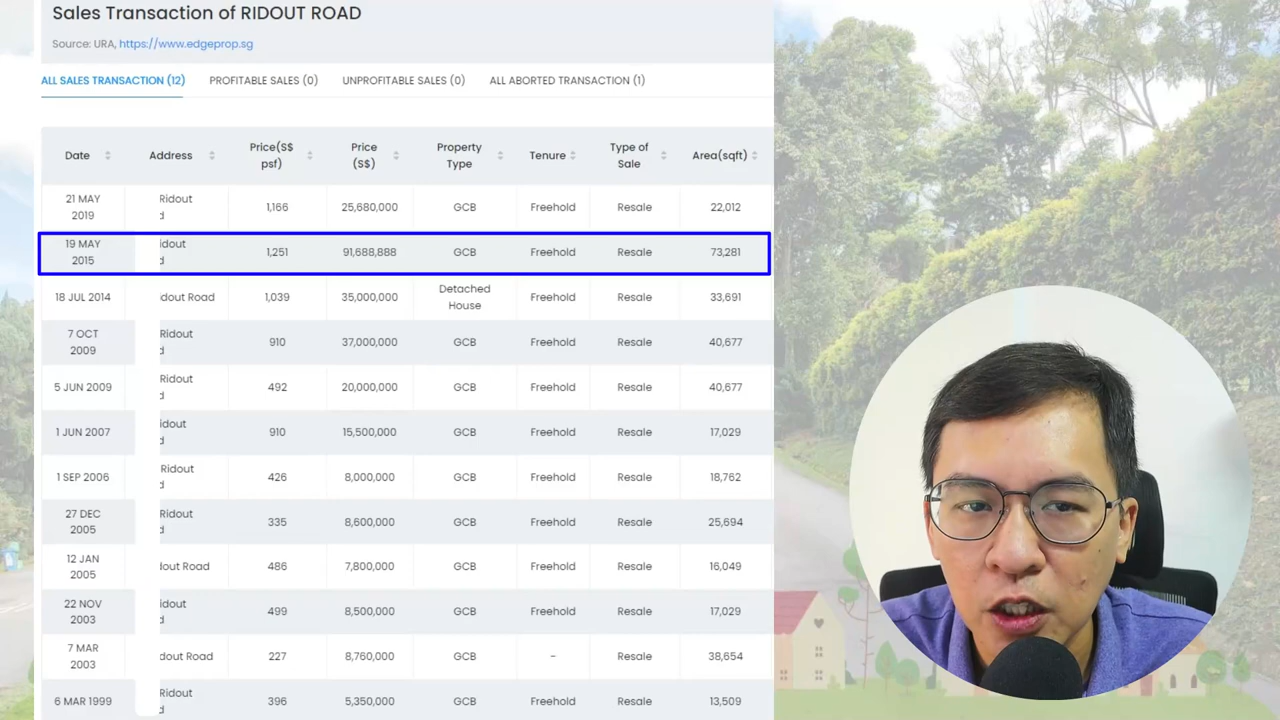 Sales Transaction of RIDOUT ROAD
Source: URA, https://www.edgeprop.sg
ALL SALES TRANSACTION (12) PROFITABLE SALES (0) UNPROFITABLE SALES (0) ALL ABORTED TRANSACTION (1)
Date Address Price(S$ psf) Price (S$) Property Type Tenure Type of Sale Area(sqft)
21 MAY 2019 Ridout d 1,166 25,680,000 GCB Freehold Resale 22,012
19 MAY 2015 idout d 1,251 91,688,888 GCB Freehold Resale 73,281
18 JUL 2014 dout Road 1,039 35,000,000 Detached House Freehold Resale 33,691
7 OCT 2009 Ridout d 910 37,000,000 GCB Freehold Resale 40,677
5 JUN 2009 Ridout d 492 20,000,000 GCB Freehold Resale 40,677
1 JUN 2007 idout d 910 15,500,000 GCB Freehold Resale 17,029
1 SEP 2006 Ridout d 426 8,000,000 GCB Freehold Resale 18,762
27 DEC 2005 Ridout d 335 8,600,000 GCB Freehold Resale 25,694
12 JAN 2005 dout Road 486 7,800,000 GCB Freehold Resale 16,049
22 NOV 2003 idout d 499 8,500,000 GCB Freehold Resale 17,029
7 MAR 2003 dout Road 227 8,760,000 GCB - Resale 38,654
6 MAR 1999 Ridout d 396 5,350,000 GCB Freehold Resale 13,509